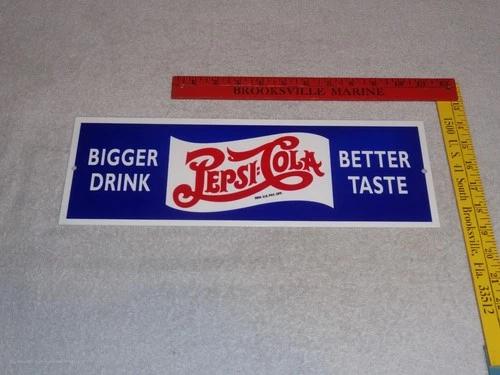 BROOKSVILLE MARINE
BIGGER
DRINK
PEPSI:COLA
BETTER
TASTE
1500 U.S. 41 South Brooksville, Fla. 33512